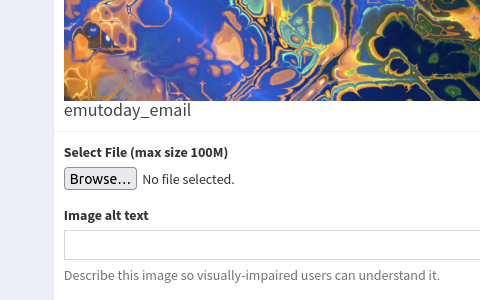 emutoday_email
Select File (max size 100M)
Browse... No file selected.
Image alt text
Describe this image so visually-impaired users can understand it.